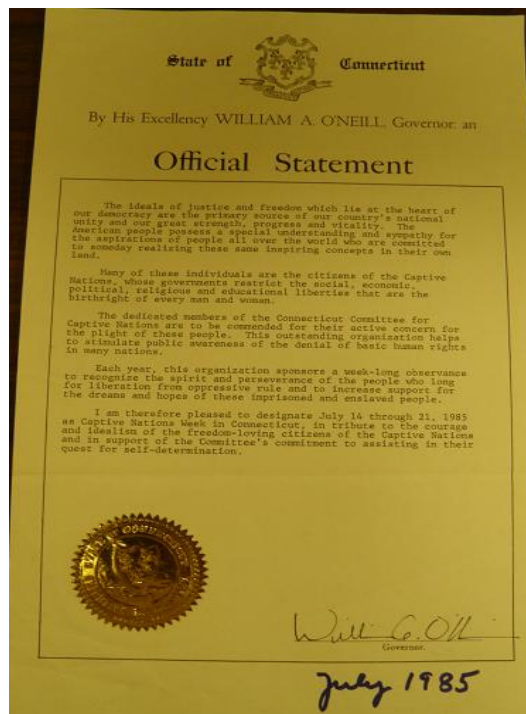 State of Connecticut
By His Excellency WILLIAM A. O'NEILL, Governor: an
Official Statement
The ideals of justice and freedom which lie at the heart of
our democracy are the primary source of our country's national
unity and our great strength, progress and vitality. The
American people possess a special understanding and sympathy for
the aspirations of people all over the world who are committed
to someday realizing these same inspiring concepts in their own
land.
Many of these individuals are the citizens of the Captive
Nations, whose governments restrict the social, economic,
political, religious and educational liberties that are the
birthright of every man and woman.
The dedicated members of the Connecticut Committee for
Captive Nations are to be commended for their active concern for
the plight of these people. This outstanding organization helps
to stimulate public awareness of the denial of basic human rights
in many nations.
Each year, this organization sponsors a week-long observance
to recognize the spirit and perseverance of the people who long
for liberation from oppressive rule and to increase support for
the dreams and hopes of these imprisoned and enslaved people.
I am therefore pleased to designate July 14 through 21, 1985
as Captive Nations Week in Connecticut, in tribute to the courage
and idealism of the freedom-loving citizens of the Captive Nations
and in support of the Committee's commitment to assisting in their
quest for self-determination.
Governor.
July 1985